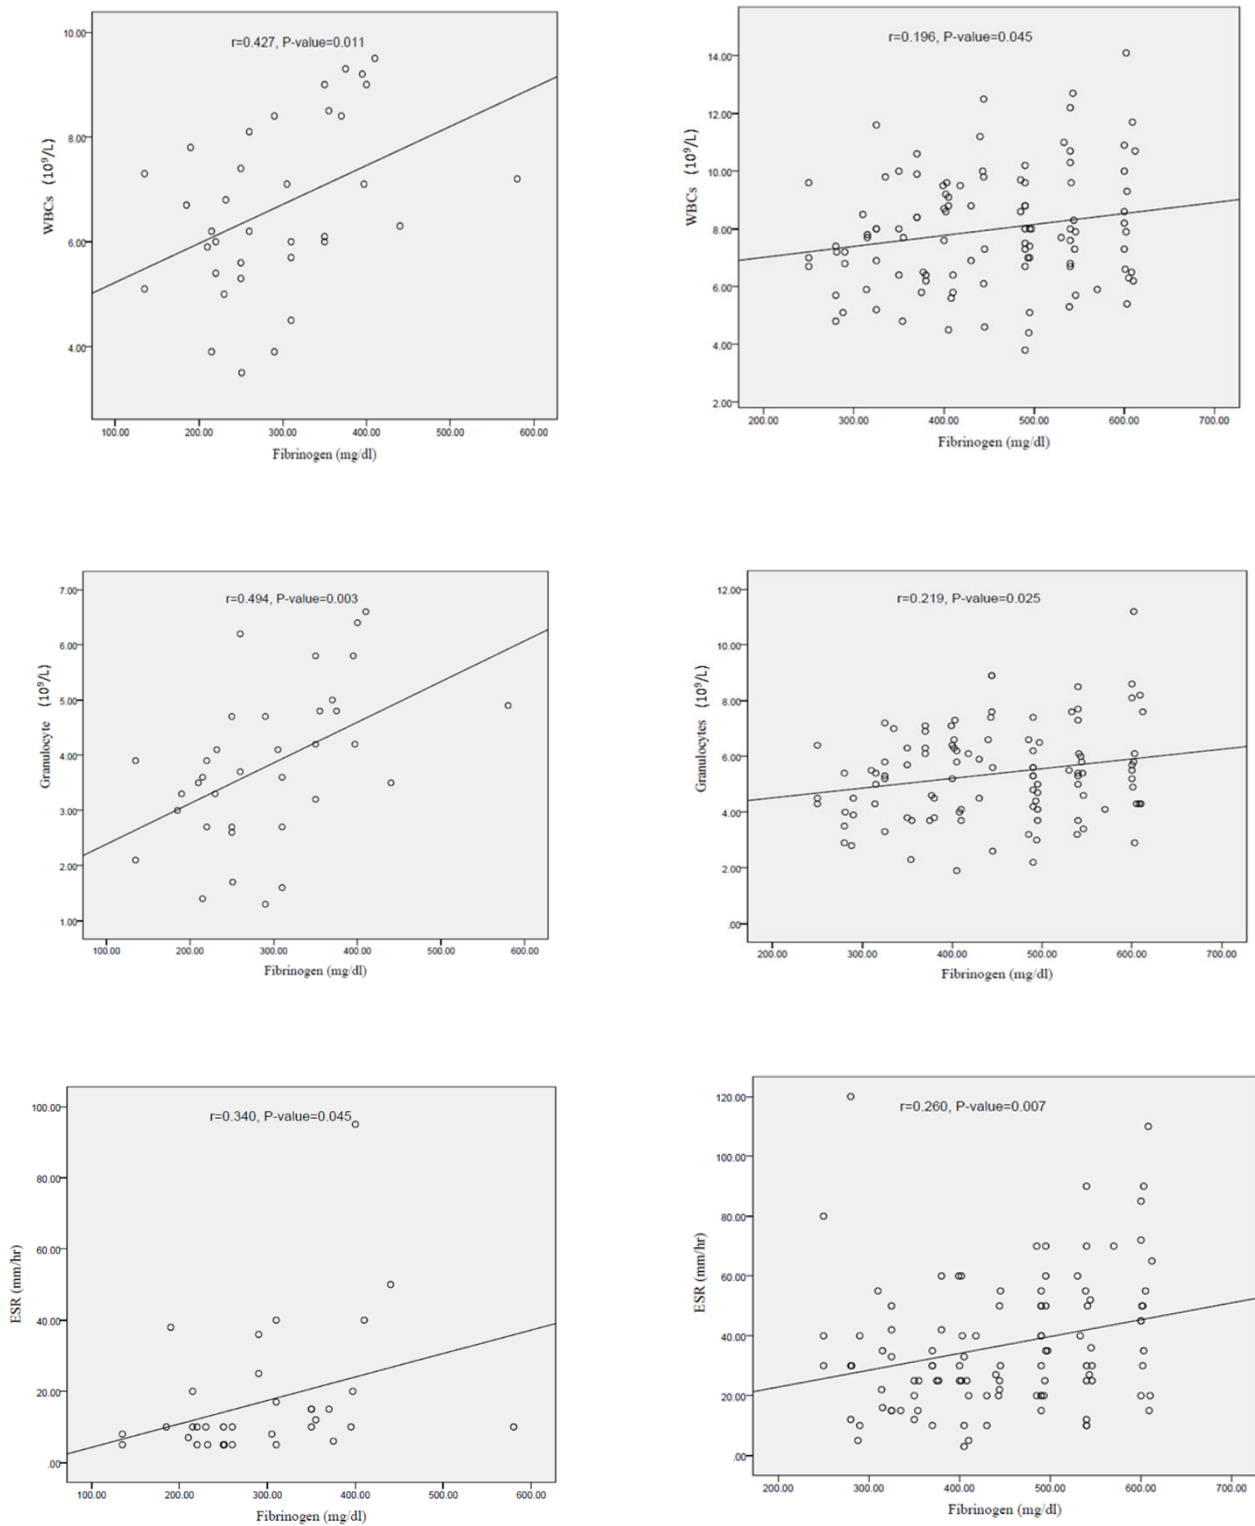 r=0.427, P-value=0.011
10.00
8.00
6.00
4.00
WBCs (10⁹/L)
100.00 200.00 300.00 400.00 500.00 600.00
Fibrinogen (mg/dl)
r=0.196, P-value=0.045
14.00
12.00
10.00
8.00
6.00
4.00
2.00
WBCs (10⁹/L)
200.00 300.00 400.00 500.00 600.00 700.00
Fibrinogen (mg/dl)
r=0.494, P-value=0.003
7.00
6.00
5.00
4.00
3.00
2.00
1.00
Granulocyte (10⁹/L)
100.00 200.00 300.00 400.00 500.00 600.00
Fibrinogen (mg/dl)
r=0.219, P-value=0.025
12.00
10.00
8.00
6.00
4.00
2.00
.00
Granulocytes (10⁹/L)
200.00 300.00 400.00 500.00 600.00 700.00
Fibrinogen (mg/dl)
r=0.340, P-value=0.045
100.00
80.00
60.00
40.00
20.00
.00
ESR (mm/hr)
100.00 200.00 300.00 400.00 500.00 600.00
Fibrinogen (mg/dl)
r=0.260, P-value=0.007
120.00
100.00
80.00
60.00
40.00
20.00
.00
ESR (mm/hr)
200.00 300.00 400.00 500.00 600.00 700.00
Fibrinogen (mg/dl)